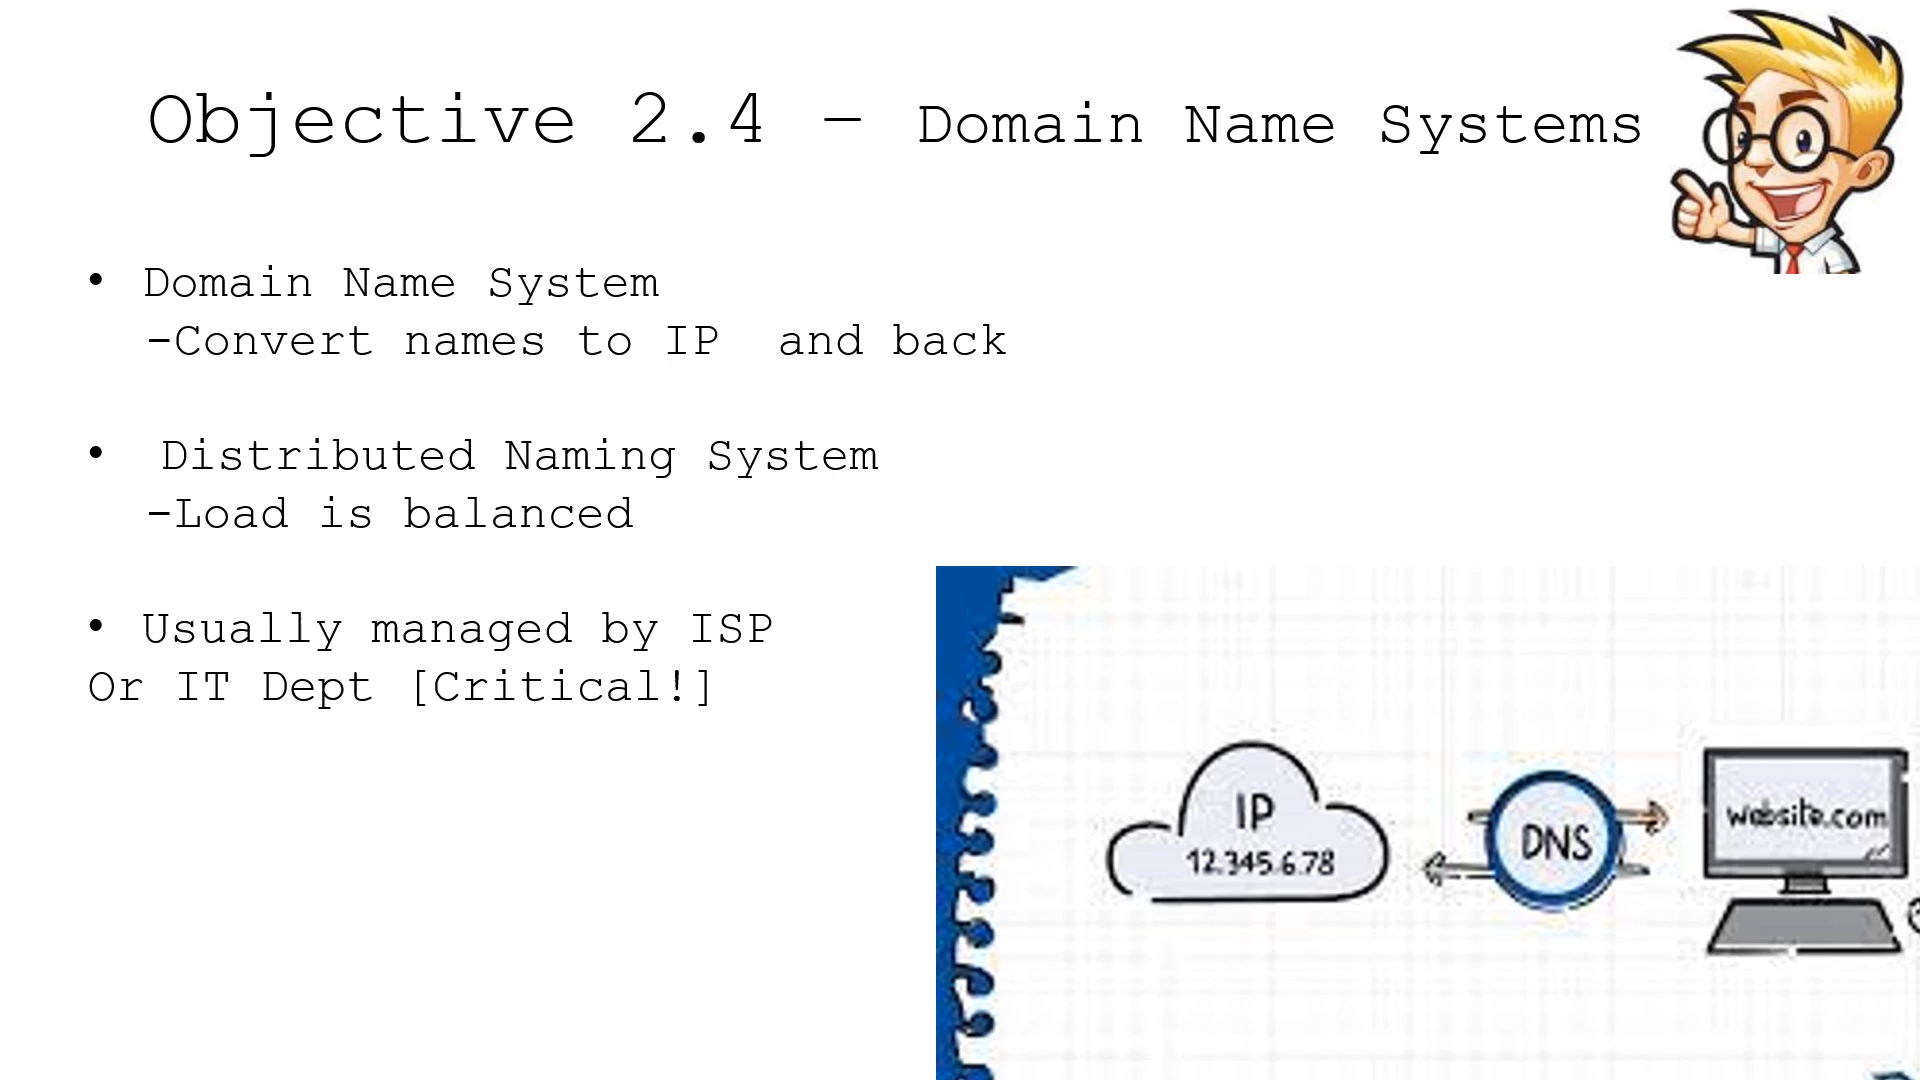 Objective 2.4 – Domain Name Systems
• Domain Name System
-Convert names to IP  and back
• Distributed Naming System
-Load is balanced
• Usually managed by ISP
Or IT Dept [Critical!]
IP
12.345.6.78
DNS
website.com